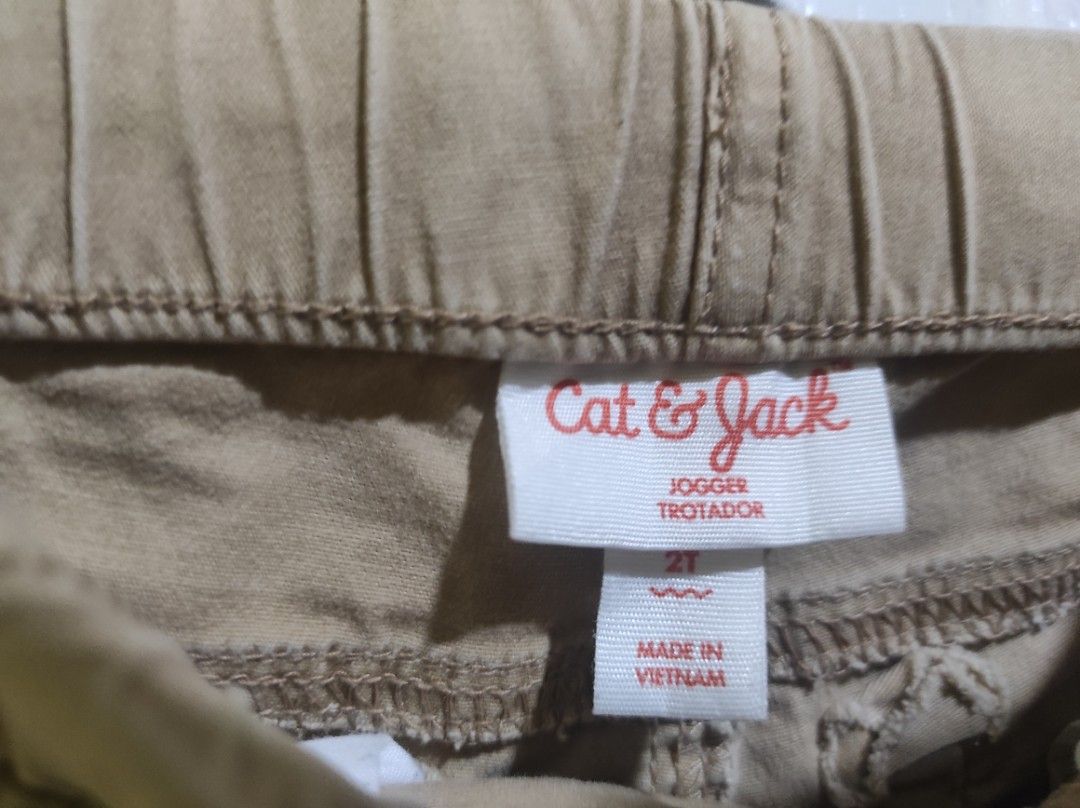 Cat & Jack
JOGGER
TROTADOR
2T
MADE IN
VIETNAM